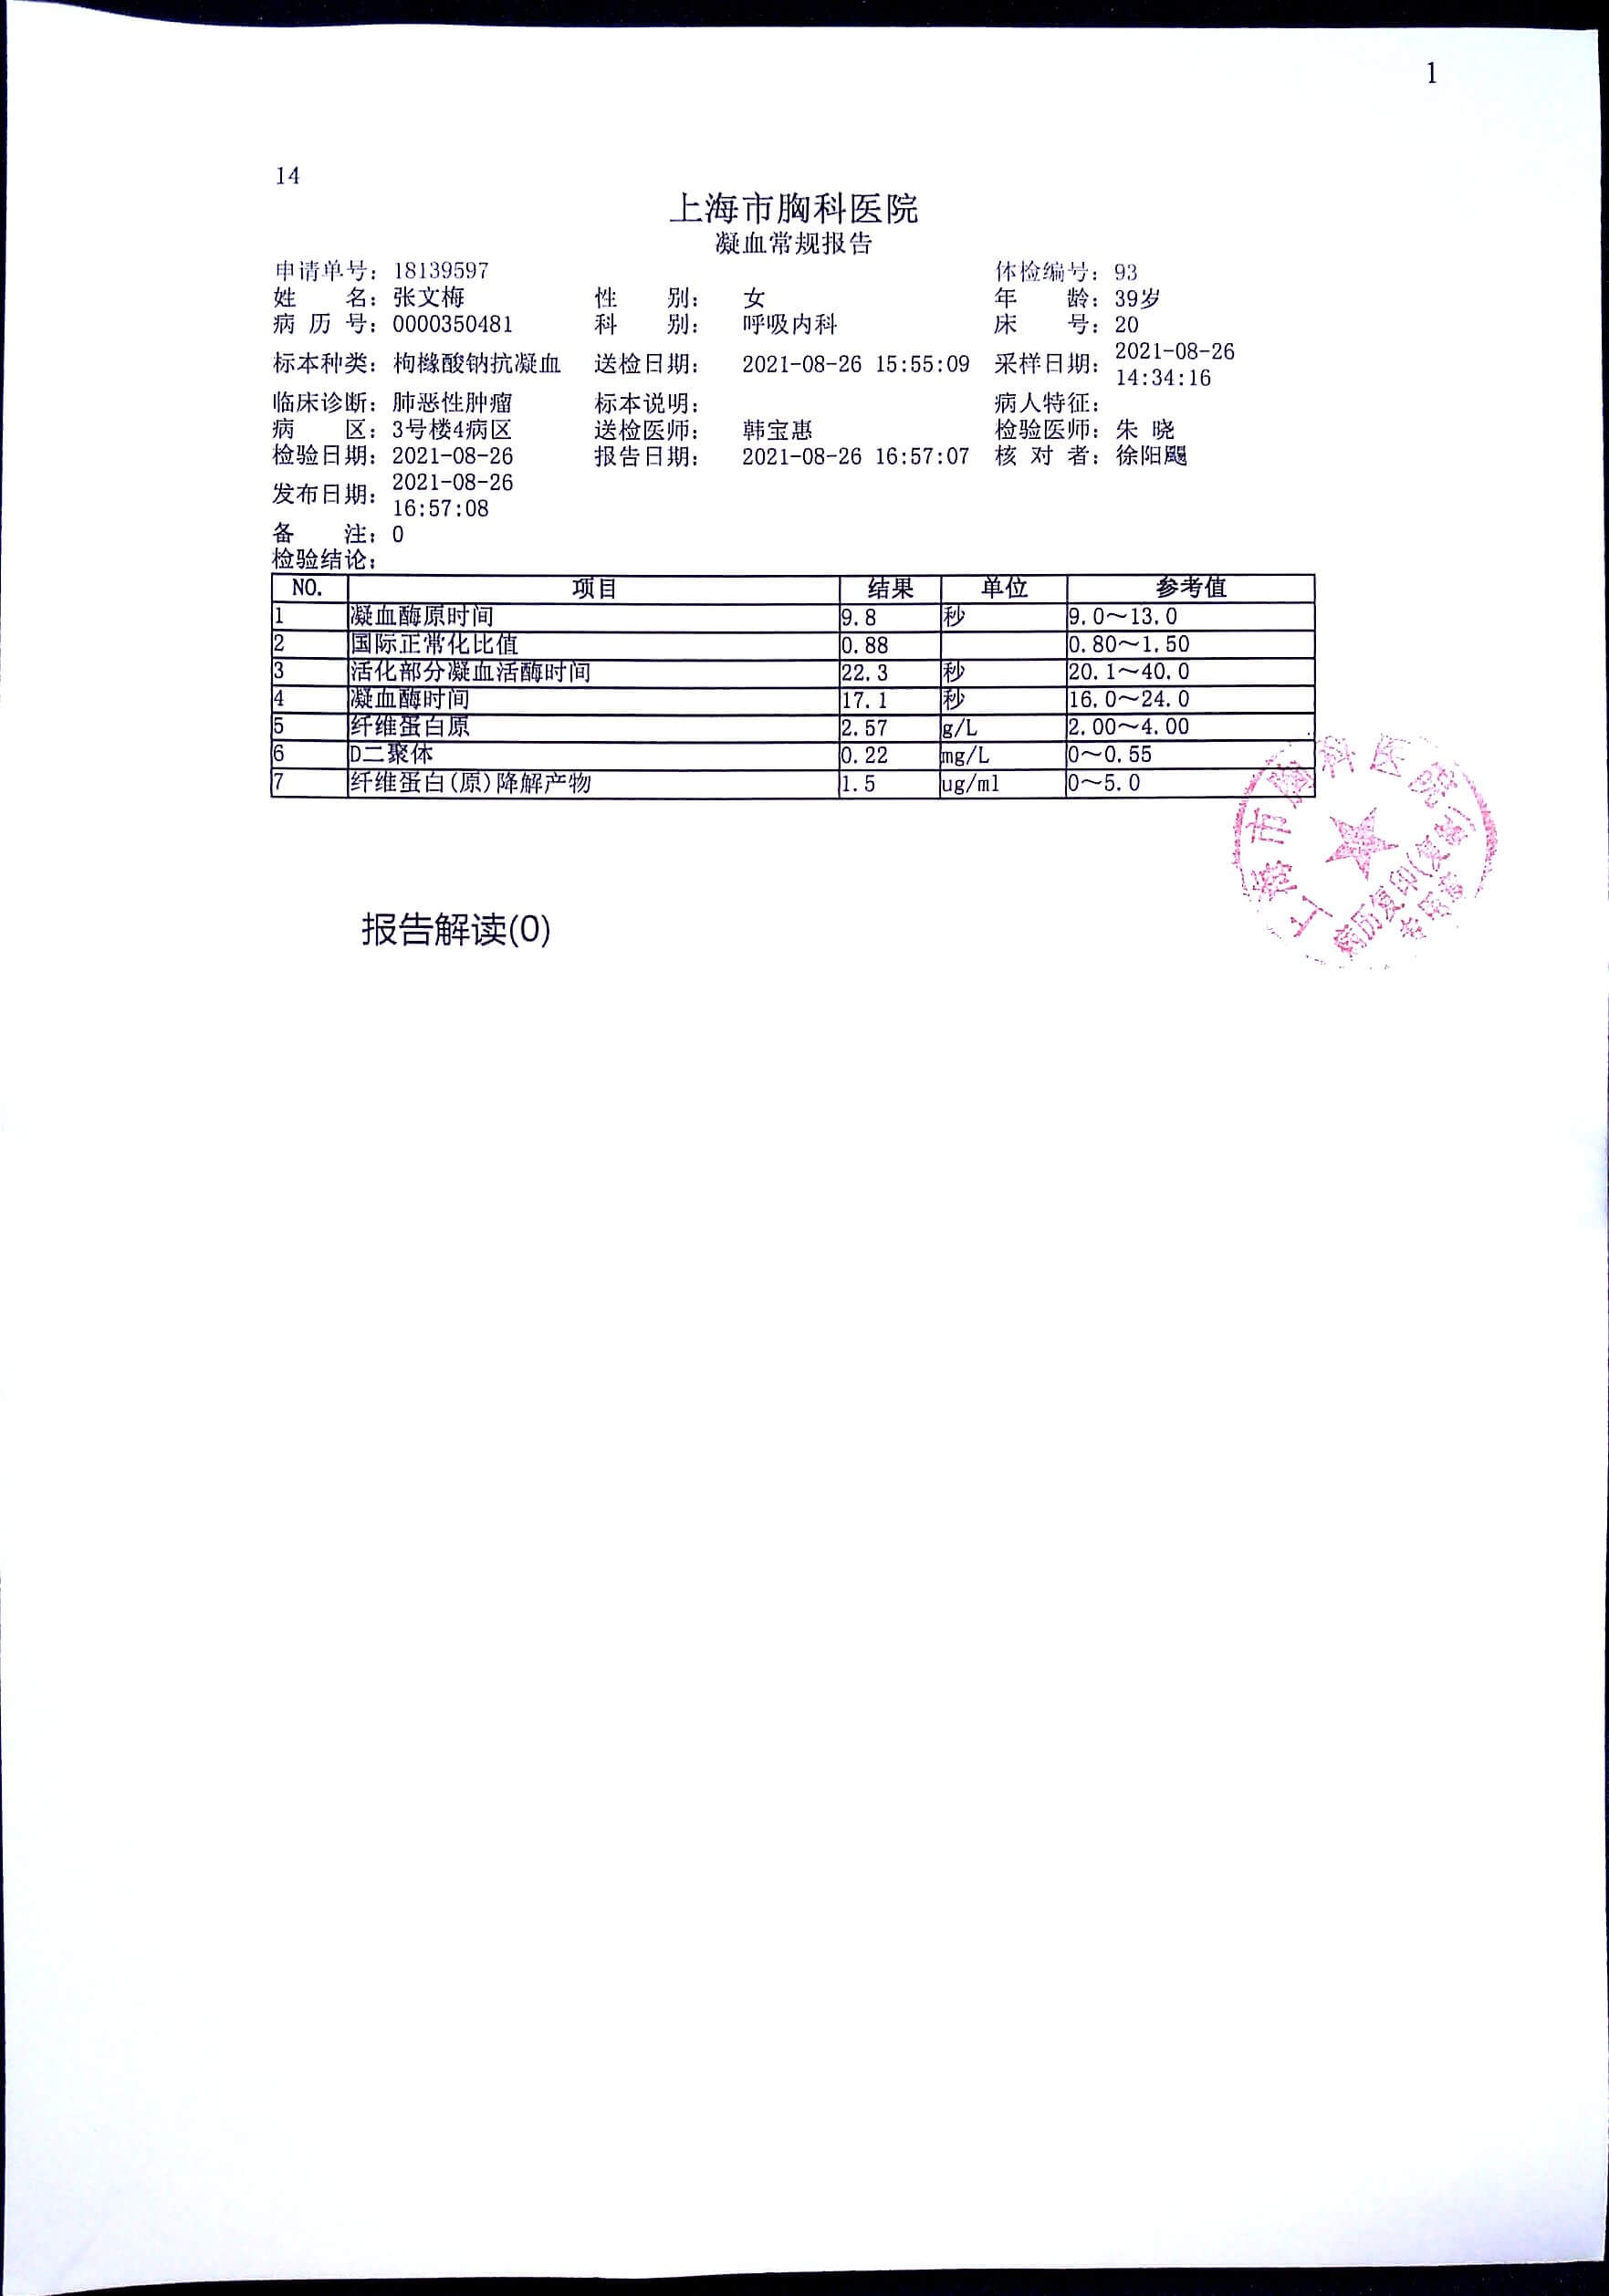 1
14
上海市胸科医院
凝血常规报告
申请单号: 18139597 体检编号: 93
姓 名: 张文梅 性 别: 女 年 龄: 39岁
病 历 号: 0000350481 科 别: 呼吸内科 床 号: 20
标本种类: 枸橼酸钠抗凝血 送检日期: 2021-08-26 15:55:09 采样日期: 2021-08-26 14:34:16
临床诊断: 肺恶性肿瘤 标本说明: 病人特征:
病 区: 3号楼4病区 送检医师: 韩宝惠 检验医师: 朱 晓
检验日期: 2021-08-26 报告日期: 2021-08-26 16:57:07 核 对 者: 徐阳飚
发布日期: 2021-08-26 16:57:08
备 注: 0
检验结论:
NO. 项目 结果 单位 参考值
1 凝血酶原时间 9.8 秒 9.0~13.0
2 国际正常化比值 0.88 0.80~1.50
3 活化部分凝血活酶时间 22.3 秒 20.1~40.0
4 凝血酶时间 17.1 秒 16.0~24.0
5 纤维蛋白原 2.57 g/L 2.00~4.00
6 D二聚体 0.22 mg/L 0~0.55
7 纤维蛋白(原)降解产物 1.5 ug/ml 0~5.0
上海市胸科医院
病历复印(复制)
专用章
报告解读(0)